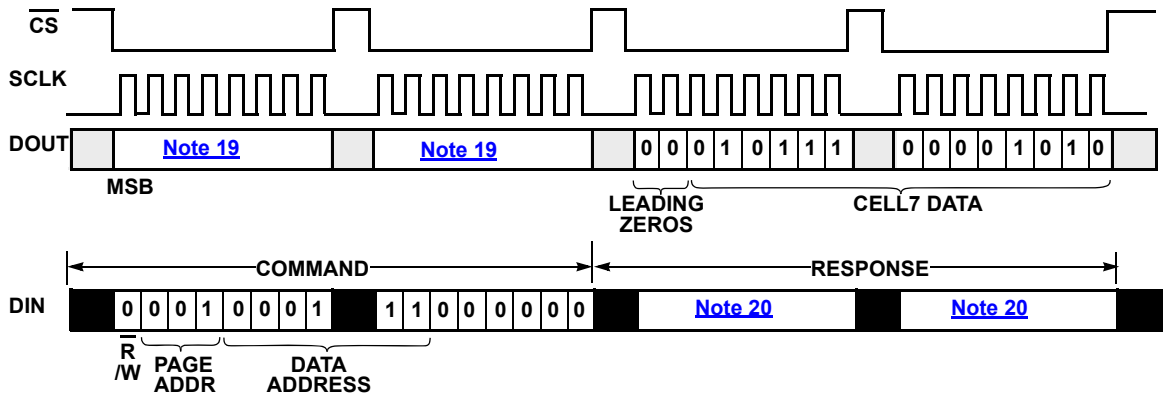 CS
SCLK
DOUT Note 19 Note 19 0 0 0 1 0 1 1 1 0 0 0 0 1 0 1 0
MSB
LEADING ZEROS CELL7 DATA
COMMAND RESPONSE
DIN 0 0 0 1 0 0 0 1 1 1 0 0 0 0 0 0 Note 20 Note 20
R /W PAGE ADDR DATA ADDRESS